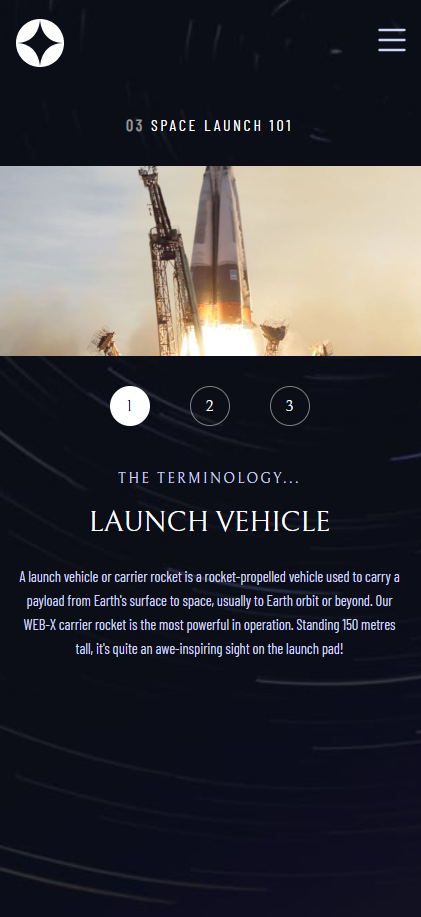 03 SPACE LAUNCH 101
1 2 3
THE TERMINOLOGY...
LAUNCH VEHICLE
A launch vehicle or carrier rocket is a rocket-propelled vehicle used to carry a
payload from Earth's surface to space, usually to Earth orbit or beyond. Our
WEB-X carrier rocket is the most powerful in operation. Standing 150 metres
tall, it's quite an awe-inspiring sight on the launch pad!